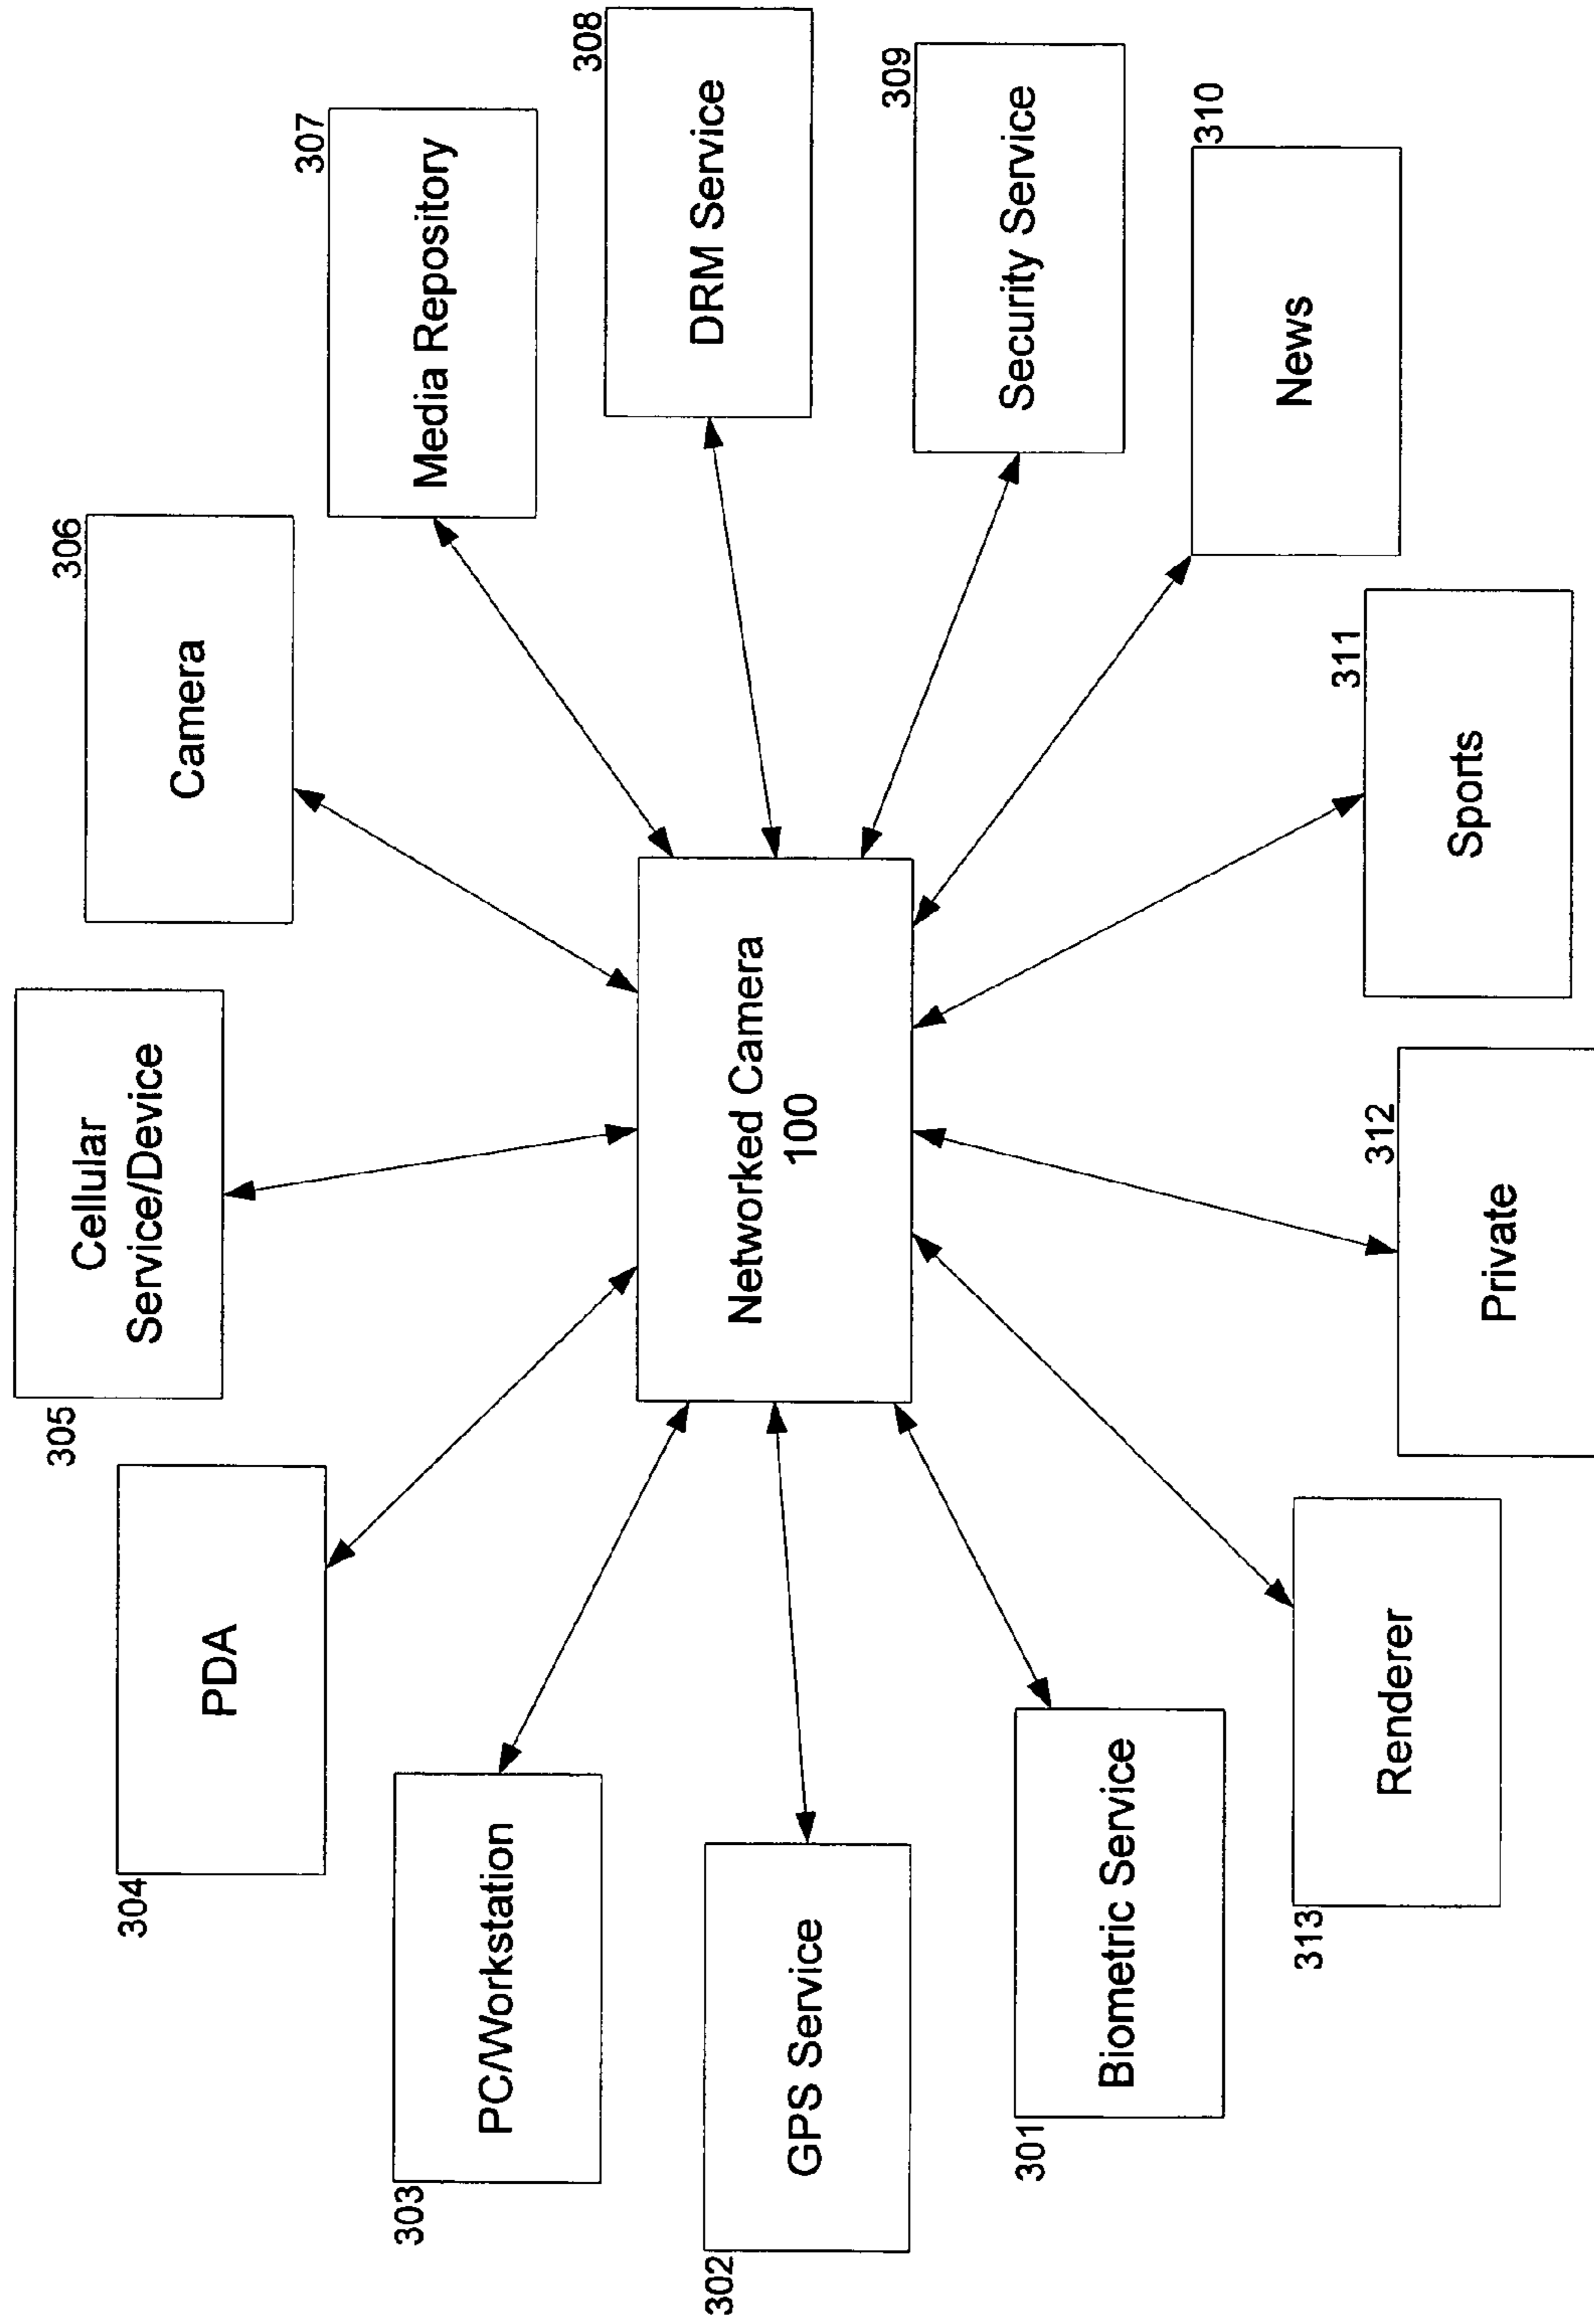 305
Cellular
Service/Device
306
Camera
304
PDA
307
Media Repository
303
PC/Workstation
308
DRM Service
302
GPS Service
Networked Camera
100
309
Security Service
301
Biometric Service
310
News
313
Renderer
311
Sports
312
Private